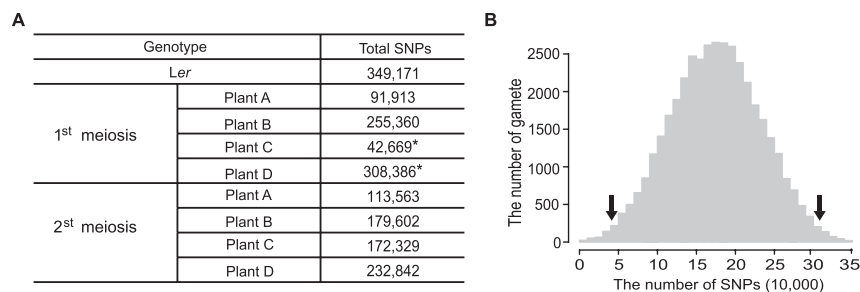 A
Genotype Total SNPs
Ler 349,171
1st meiosis
Plant A 91,913
Plant B 255,360
Plant C 42,669*
Plant D 308,386*
2st meiosis
Plant A 113,563
Plant B 179,602
Plant C 172,329
Plant D 232,842
B
The number of gamete
2500
2000
1500
1000
500
0
0 5 10 15 20 25 30 35
The number of SNPs (10,000)